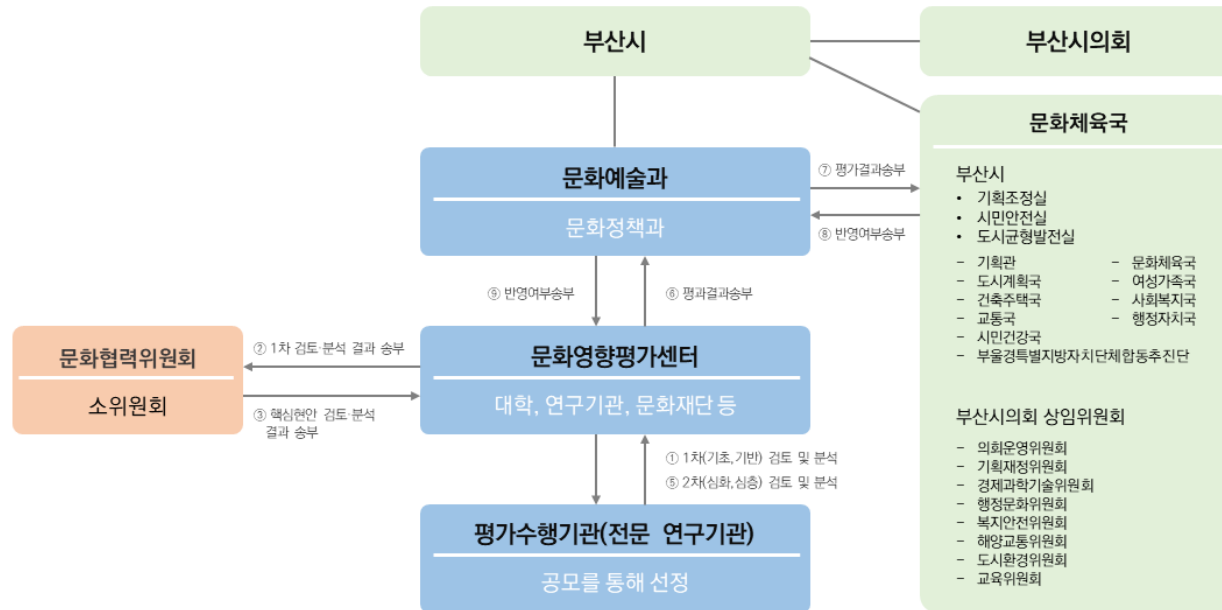 부산시
부산시의회
문화체육국
부산시
• 기획조정실
• 시민안전실
• 도시균형발전실
- 기획관
- 도시계획국
- 건축주택국
- 교통국
- 시민건강국
- 부울경특별지방자치단체합동추진단
- 문화체육국
- 여성가족국
- 사회복지국
- 행정자치국
부산시의회 상임위원회
- 의회운영위원회
- 기획재정위원회
- 경제과학기술위원회
- 행정문화위원회
- 복지안전위원회
- 해양교통위원회
- 도시환경위원회
- 교육위원회
문화예술과
문화정책과
⑦ 평가결과송부
⑧ 반영여부송부
⑨ 반영여부송부
⑥ 평과결과송부
문화협력위원회
소위원회
② 1차 검토·분석 결과 송부
③ 핵심현안 검토·분석
결과 송부
문화영향평가센터
대학, 연구기관, 문화재단 등
① 1차(기초,기반) 검토 및 분석
⑤ 2차(심화,심층) 검토 및 분석
평가수행기관(전문 연구기관)
공모를 통해 선정